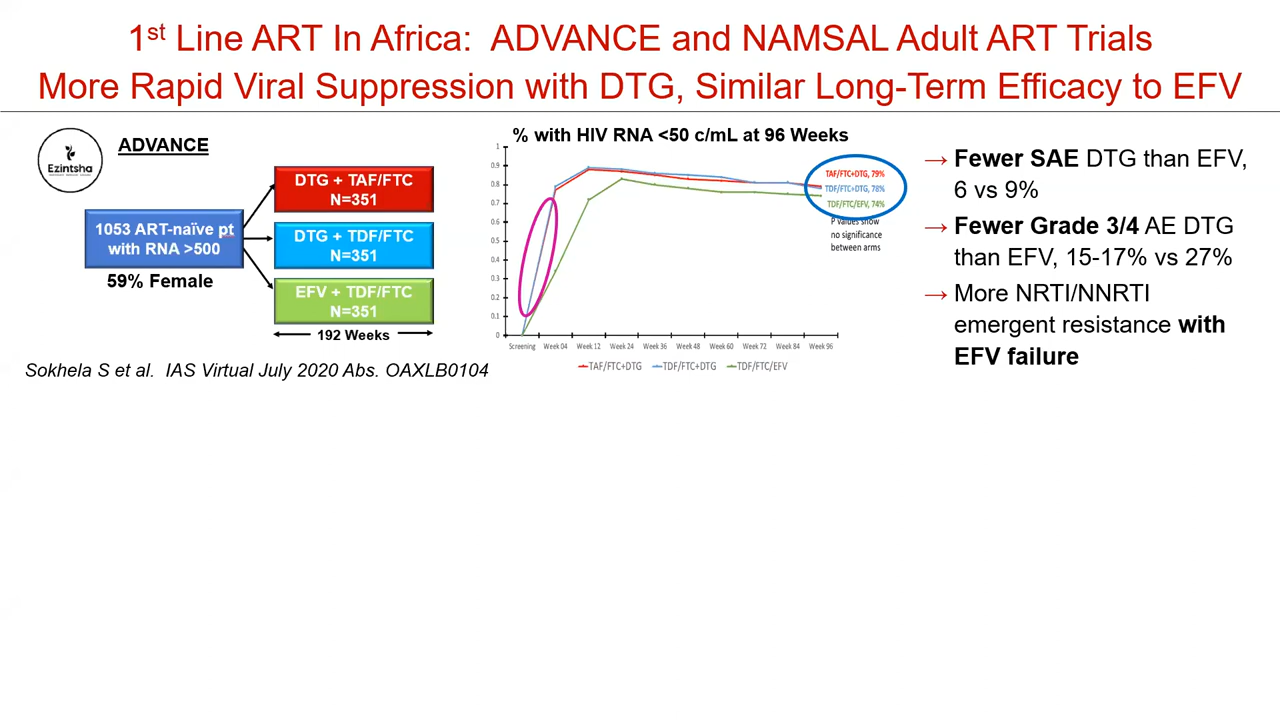 1st Line ART In Africa: ADVANCE and NAMSAL Adult ART Trials
More Rapid Viral Suppression with DTG, Similar Long-Term Efficacy to EFV
Ezintsha
ADVANCE
1053 ART-naïve pt
with RNA >500
59% Female
DTG + TAF/FTC
N=351
DTG + TDF/FTC
N=351
EFV + TDF/FTC
N=351
192 Weeks
Sokhela S et al. IAS Virtual July 2020 Abs. OAXLB0104
% with HIV RNA <50 c/mL at 96 Weeks
1
0.9
0.8
0.7
0.6
0.5
0.4
0.3
0.2
0.1
0
TAF/FTC+DTG, 79%
TDF/FTC+DTG, 78%
TDF/FTC/EFV, 74%
P values show
no significance
between arms
Screening Week 04 Week 12 Week 24 Week 36 Week 48 Week 60 Week 72 Week 84 Week 96
TAF/FTC+DTG TDF/FTC+DTG TDF/FTC/EFV
→ Fewer SAE DTG than EFV,
6 vs 9%
→ Fewer Grade 3/4 AE DTG
than EFV, 15-17% vs 27%
→ More NRTI/NNRTI
emergent resistance with
EFV failure